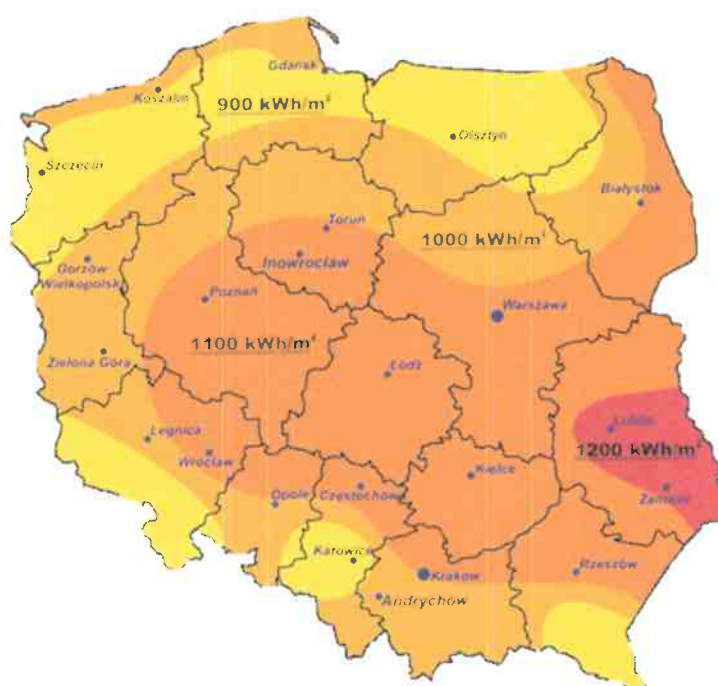 Gdańsk
Koszalin
900 kWh/m²
Olsztyn
Szczecin
Białystok
Toruń
1000 kWh/m²
Inowrocław
Gorzów
Wielkopolski
Poznań
Warszawa
1100 kWh/m²
Zielona Góra
Łódź
Lublin
Legnica
Wrocław
1200 kWh/m²
Kielce
Opole
Częstochowa
Zamość
Katowice
Kraków
Rzeszów
Andrychów